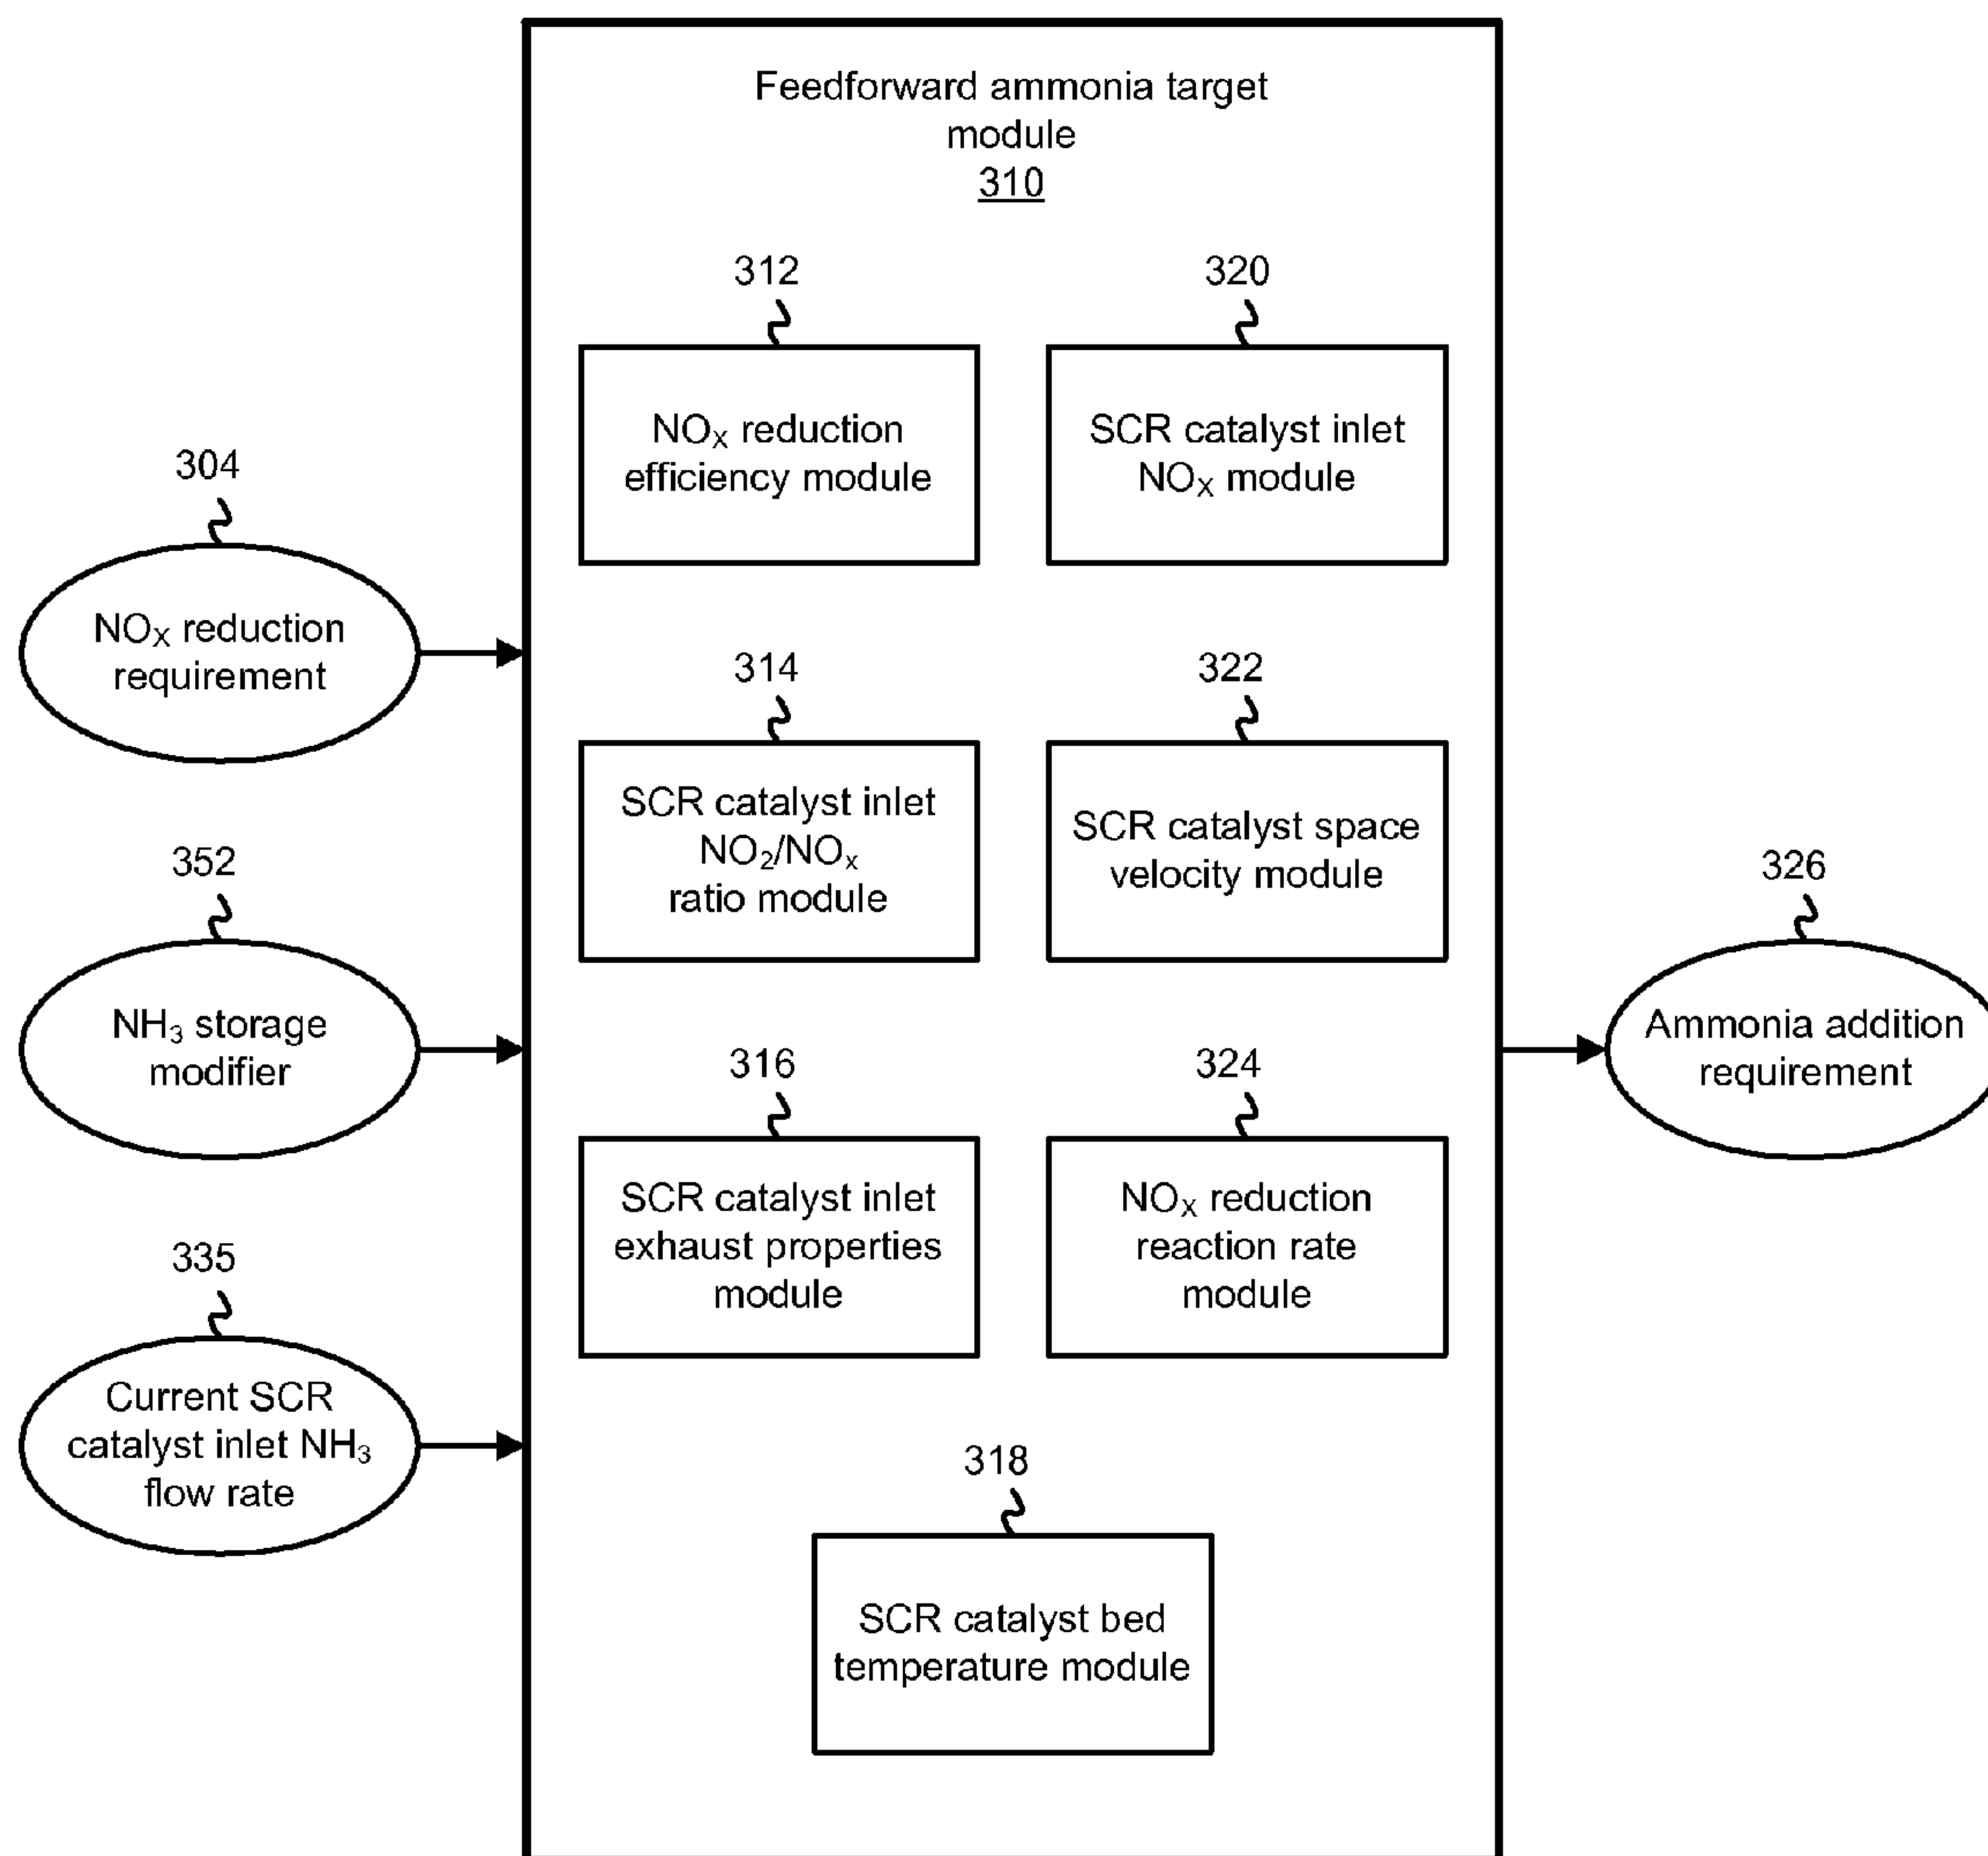 Feedforward ammonia target
module
310
312
320
NOX reduction
efficiency module
SCR catalyst inlet
NOX module
304
NOX reduction
requirement
314
322
SCR catalyst inlet
NO2/NOx
ratio module
SCR catalyst space
velocity module
352
NH3 storage
modifier
326
Ammonia addition
requirement
316
324
SCR catalyst inlet
exhaust properties
module
NOX reduction
reaction rate
module
335
Current SCR
catalyst inlet NH3
flow rate
318
SCR catalyst bed
temperature module